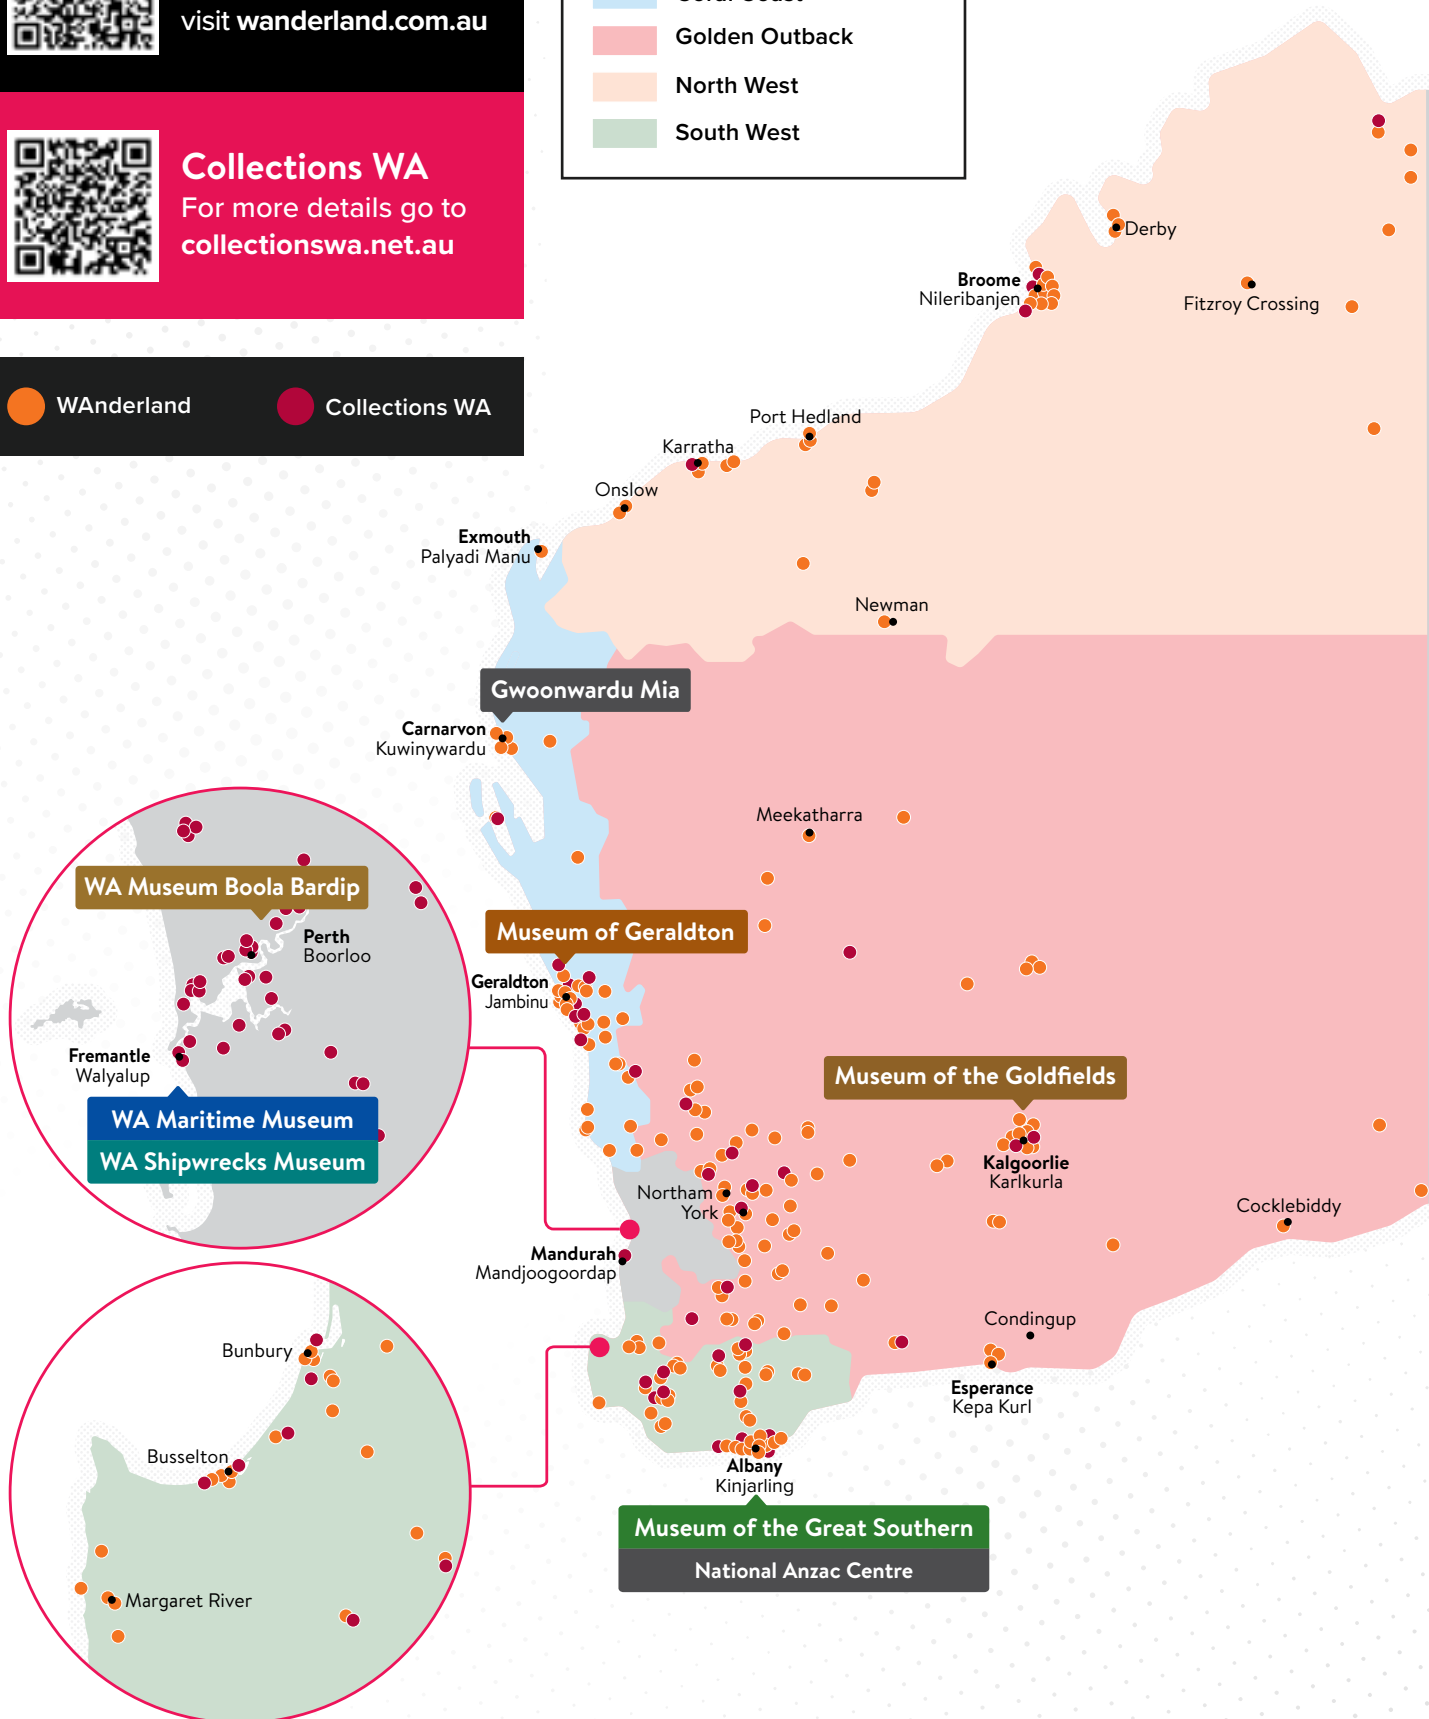 visit wanderland.com.au
Collections WA
For more details go to
collectionswa.net.au
WAnderland
Collections WA
Coral Coast
Golden Outback
North West
South West
Derby
Broome
Nileribanjen
Fitzroy Crossing
Port Hedland
Karratha
Onslow
Exmouth
Palyadi Manu
Newman
Gwoonwardu Mia
Carnarvon
Kuwinywardu
Meekatharra
WA Museum Boola Bardip
Perth
Boorloo
Museum of Geraldton
Geraldton
Jambinu
Fremantle
Walyalup
WA Maritime Museum
WA Shipwrecks Museum
Museum of the Goldfields
Kalgoorlie
Karlkurla
Northam
York
Cocklebiddy
Mandurah
Mandjoogoordap
Condingup
Bunbury
Esperance
Kepa Kurl
Busselton
Albany
Kinjarling
Museum of the Great Southern
National Anzac Centre
Margaret River